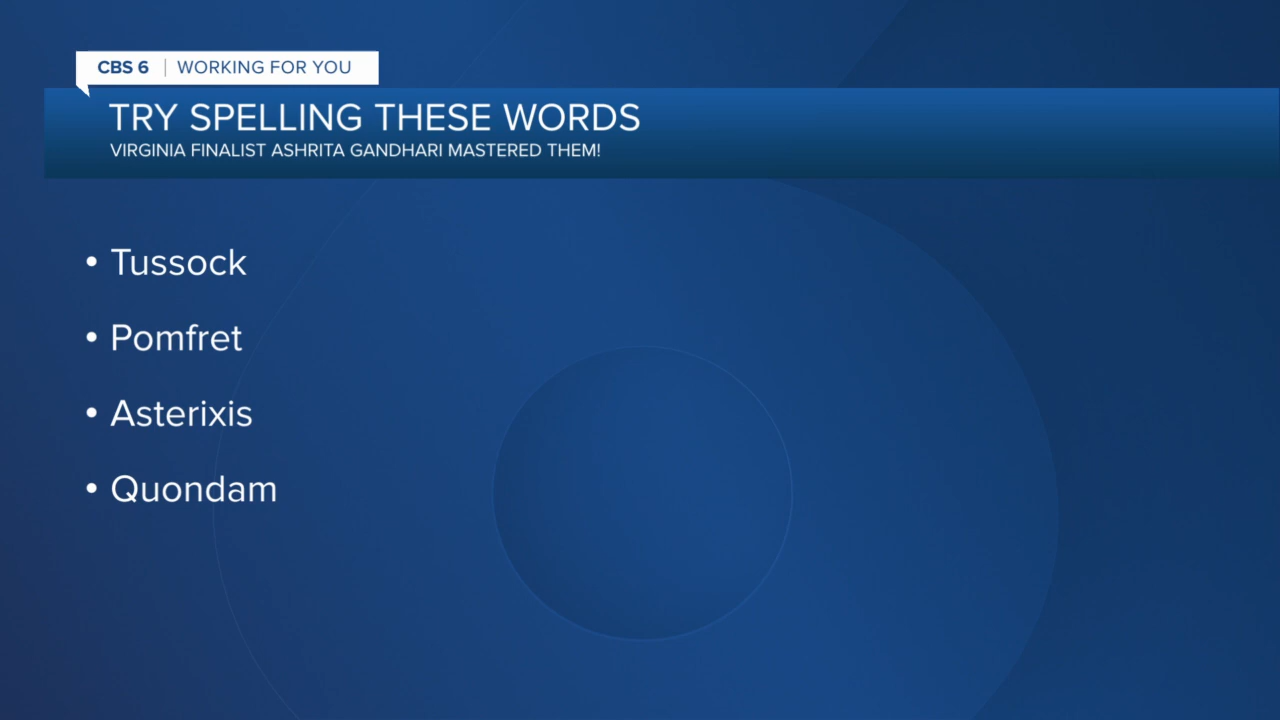 CBS 6 | WORKING FOR YOU
TRY SPELLING THESE WORDS
VIRGINIA FINALIST ASHRITA GANDHARI MASTERED THEM!
• Tussock
• Pomfret
• Asterixis
• Quondam